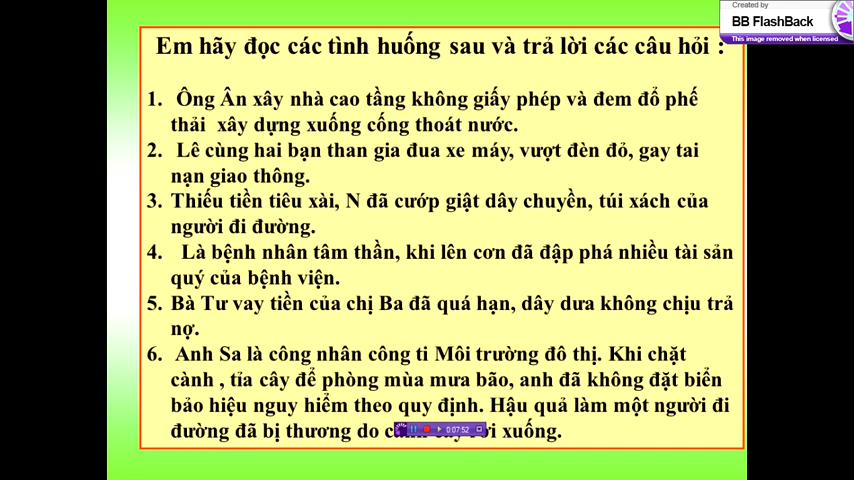 Created by
BB FlashBack
This image removed when licensed
Em hãy đọc các tình huống sau và trả lời các câu hỏi :
1. Ông Ân xây nhà cao tầng không giấy phép và đem đổ phế
thải xây dựng xuống cống thoát nước.
2. Lê cùng hai bạn than gia đua xe máy, vượt đèn đỏ, gay tai
nạn giao thông.
3. Thiếu tiền tiêu xài, N đã cướp giật dây chuyền, túi xách của
người đi đường.
4. Là bệnh nhân tâm thần, khi lên cơn đã đập phá nhiều tài sản
quý của bệnh viện.
5. Bà Tư vay tiền của chị Ba đã quá hạn, dây dưa không chịu trả
nợ.
6. Anh Sa là công nhân công ti Môi trường đô thị. Khi chặt
cành , tỉa cây để phòng mùa mưa bão, anh đã không đặt biển
bảo hiệu nguy hiểm theo quy định. Hậu quả làm một người đi
đường đã bị thương do xuống.
0:07:52